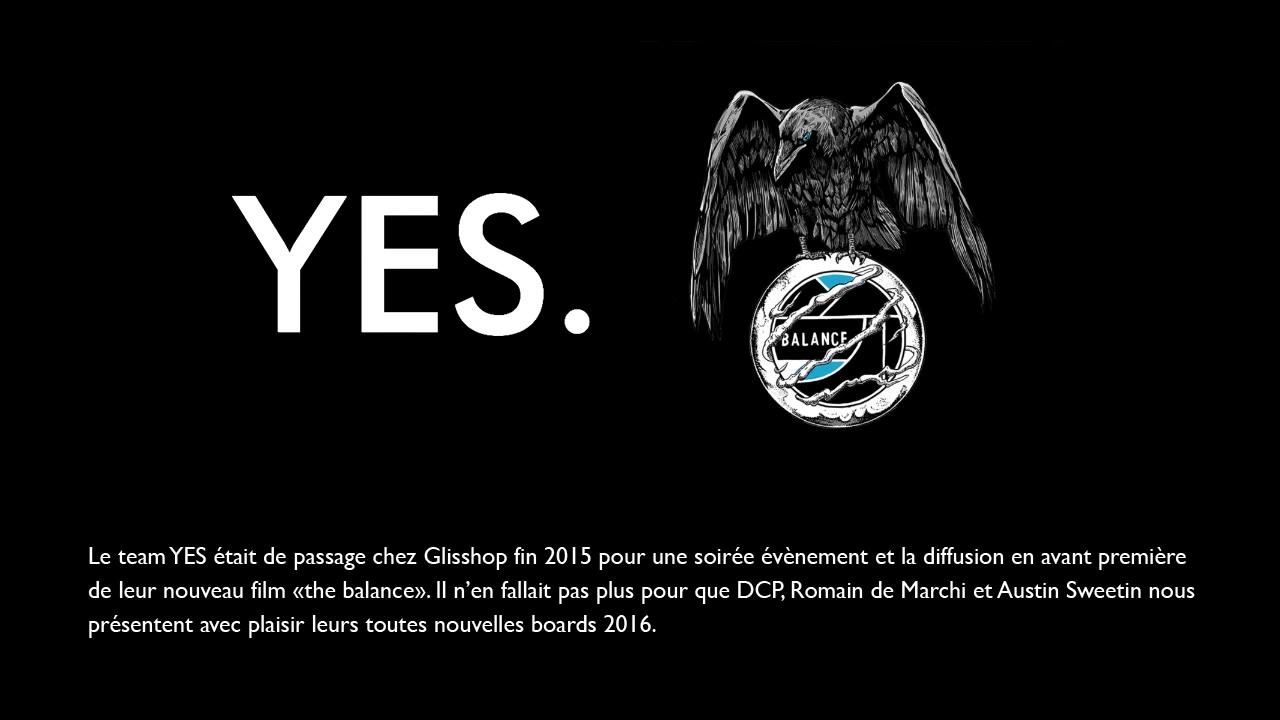 YES.
BALANCE
Le team YES était de passage chez Glisshop fin 2015 pour une soirée évènement et la diffusion en avant première
de leur nouveau film «the balance». Il n’en fallait pas plus pour que DCP, Romain de Marchi et Austin Sweetin nous
présentent avec plaisir leurs toutes nouvelles boards 2016.